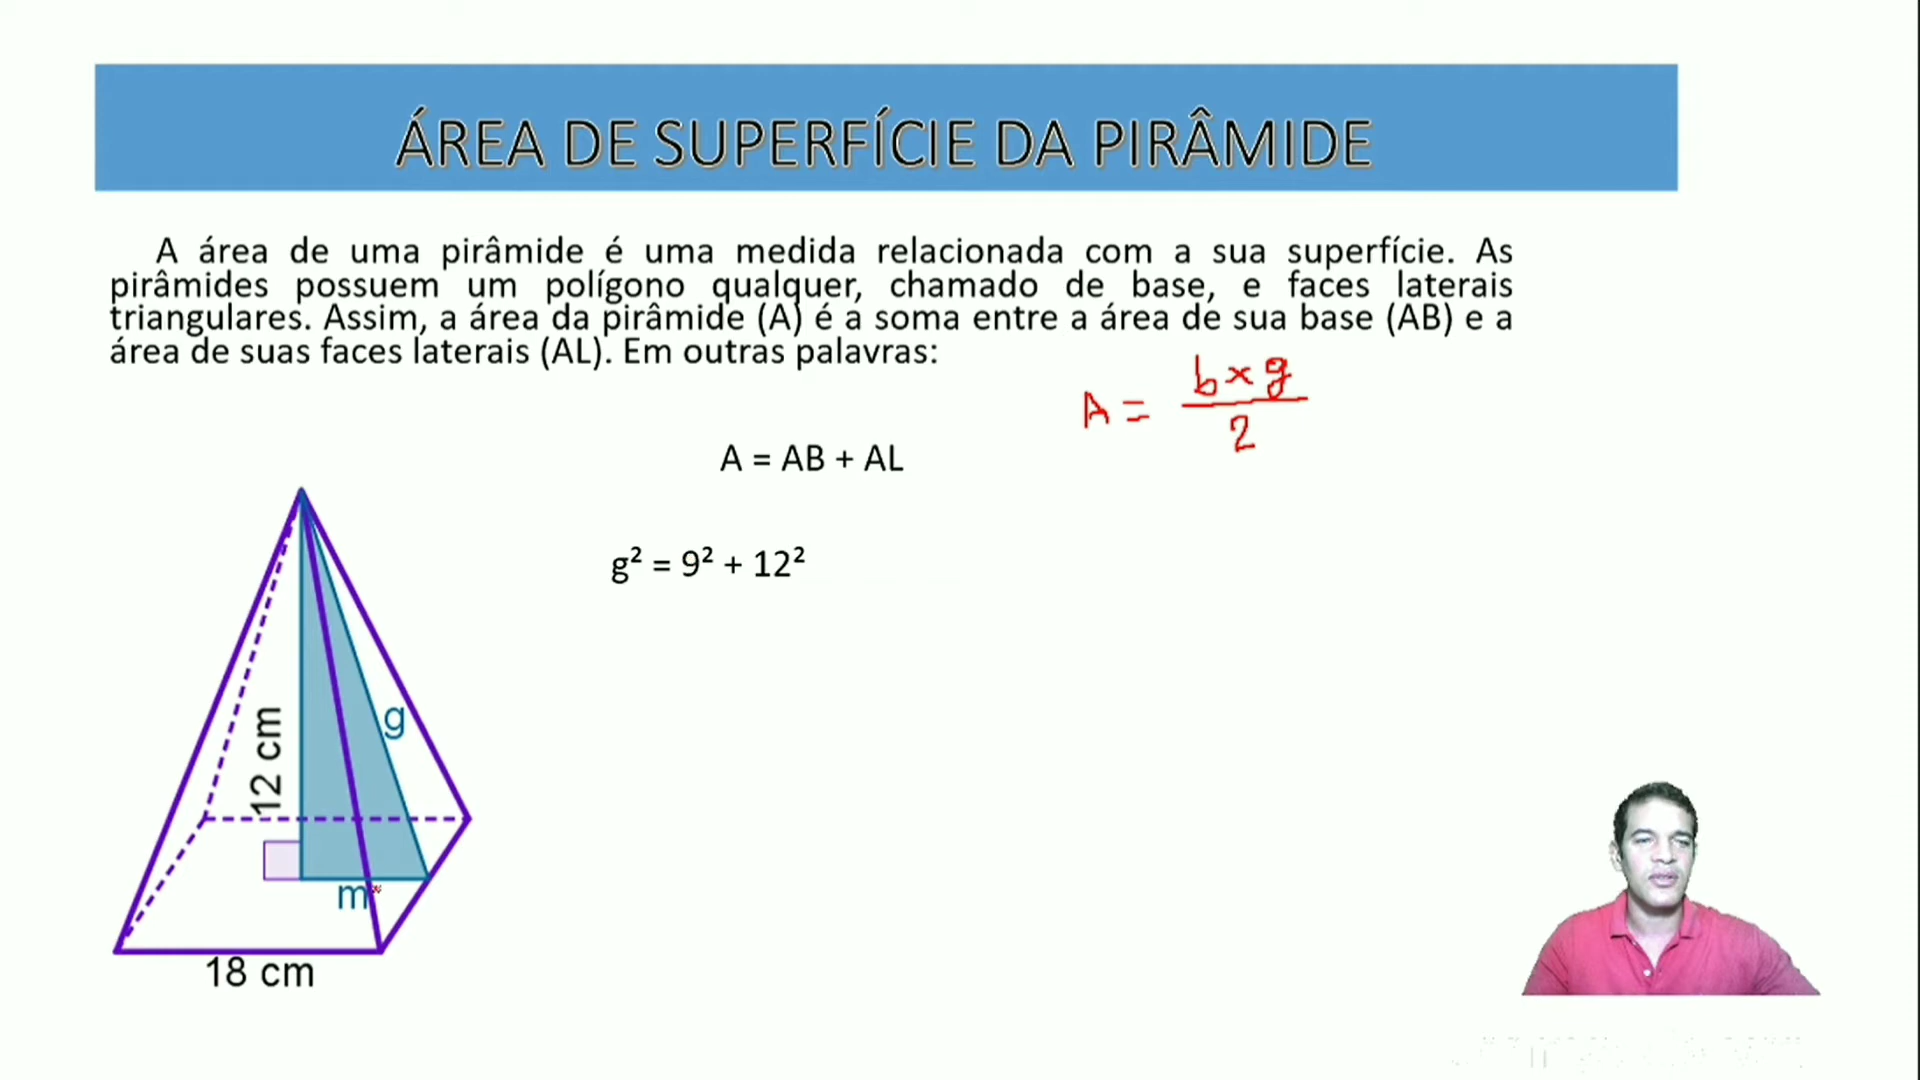 ÁREA DE SUPERFÍCIE DA PIRÂMIDE
A área de uma pirâmide é uma medida relacionada com a sua superfície. As
pirâmides possuem um polígono qualquer, chamado de base, e faces laterais
triangulares. Assim, a área da pirâmide (A) é a soma entre a área de sua base (AB) e a
área de suas faces laterais (AL). Em outras palavras:
A = b x g
2
A = AB + AL
g² = 9² + 12²
12 cm
g
m
18 cm